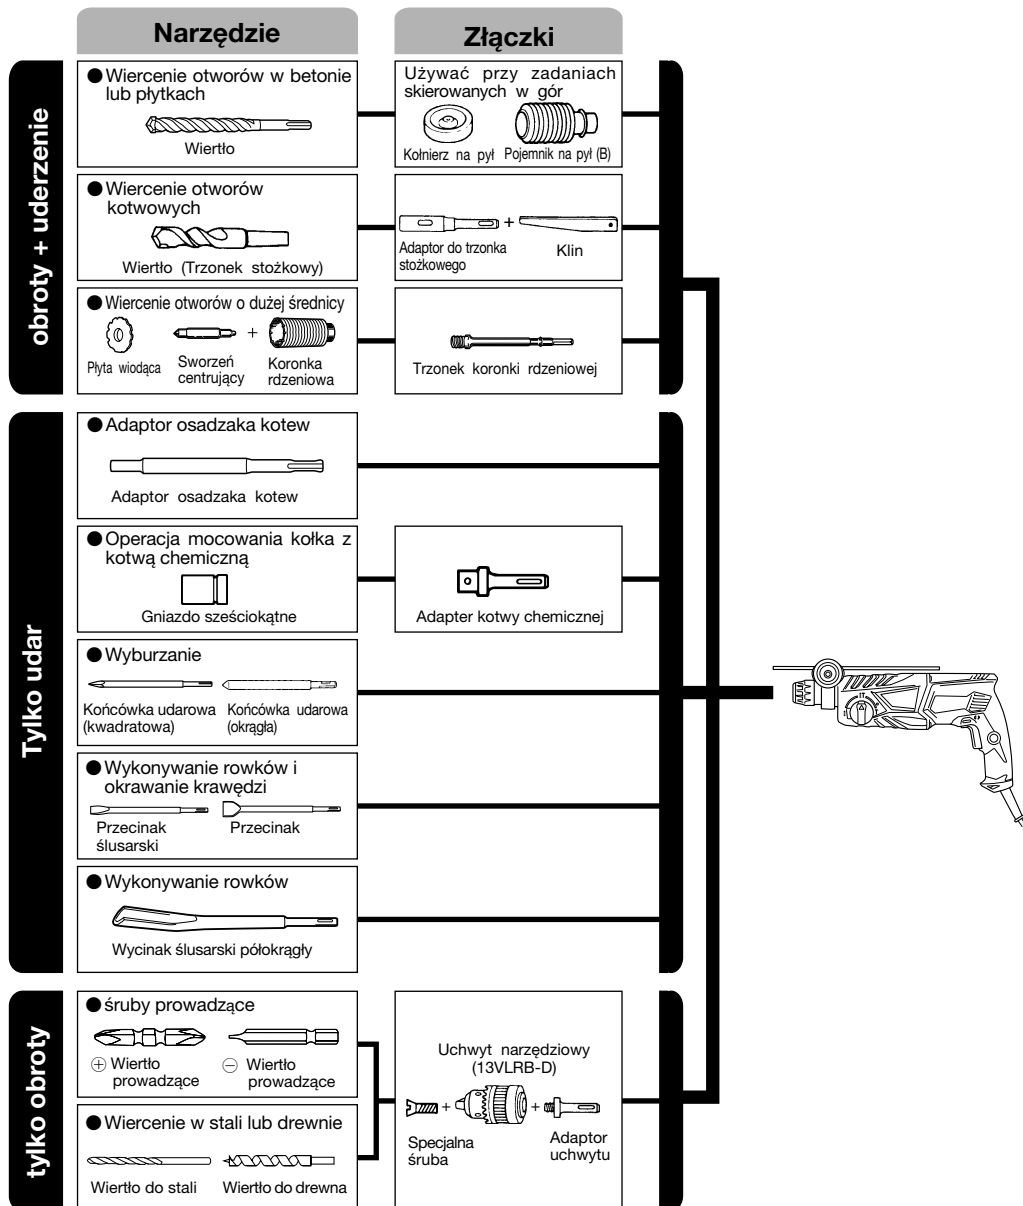 Narzędzie
Złączki
obroty + uderzenie
● Wiercenie otworów w betonie
lub płytkach
Wiertło
Używać przy zadaniach
skierowanych w gór
Kołnierz na pył
Pojemnik na pył (B)
● Wiercenie otworów
kotwowych
Wiertło (Trzonek stożkowy)
+
Adaptor do trzonka
stożkowego
Klin
● Wiercenie otworów o dużej średnicy
+
Płyta wiodąca
Sworzeń
centrujący
Koronka
rdzeniowa
Trzonek koronki rdzeniowej
Tylko udar
● Adaptor osadzaka kotew
Adaptor osadzaka kotew
● Operacja mocowania kołka z
kotwą chemiczną
Gniazdo sześciokątne
Adapter kotwy chemicznej
● Wyburzanie
Końcówka udarowa
(kwadratowa)
Końcówka udarowa
(okrągła)
● Wykonywanie rowków i
okrawanie krawędzi
Przecinak
ślusarski
Przecinak
● Wykonywanie rowków
Wycinak ślusarski półokrągły
tylko obroty
● śruby prowadzące
⊕ Wiertło
prowadzące
⊖ Wiertło
prowadzące
● Wiercenie w stali lub drewnie
Wiertło do stali
Wiertło do drewna
Uchwyt narzędziowy
(13VLRB-D)
+ +
Specjalna
śruba
Adaptor
uchwytu